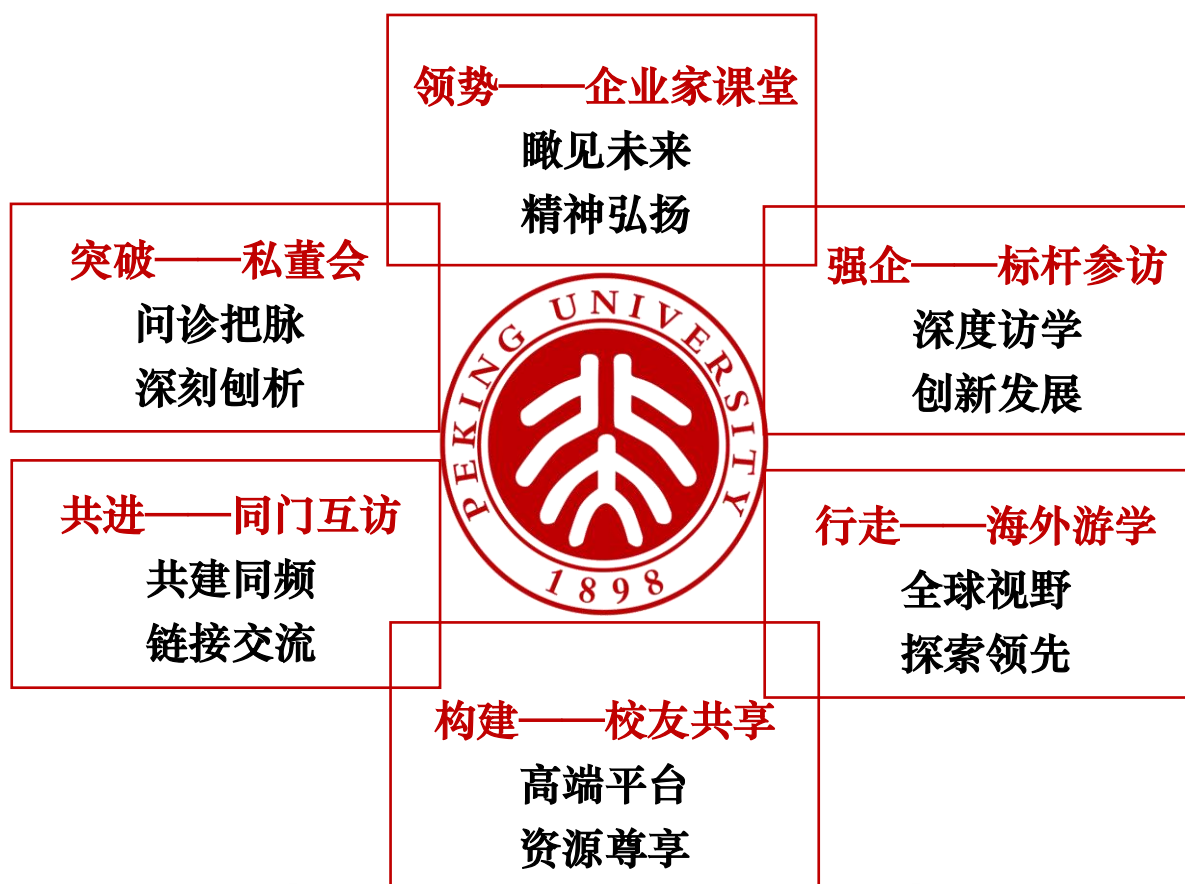 领势——企业家课堂
瞰见未来
精神弘扬
突破——私董会
问诊把脉
深刻刨析
强企——标杆参访
深度访学
创新发展
PEKING UNIVERSITY
1898
共进——同门互访
共建同频
链接交流
行走——海外游学
全球视野
探索领先
构建——校友共享
高端平台
资源尊享